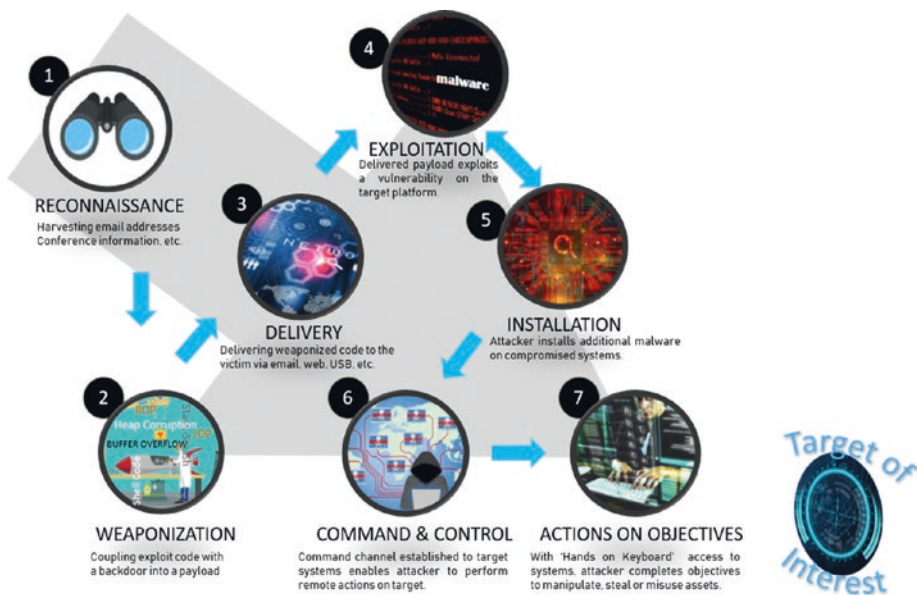 1
RECONNAISSANCE
Harvesting email addresses
Conference information, etc.
2
ROP
Heap Corruption
JOP
BUFFER OVERFLOW
Shell Code
WEAPONIZATION
Coupling exploit code with
a backdoor into a payload
3
DELIVERY
Delivering weaponized code to the
victim via email, web, USB, etc.
4
malware
EXPLOITATION
Delivered payload exploits
a vulnerability on the
target platform.
5
INSTALLATION
Attacker installs additional malware
on compromised systems.
6
COMMAND & CONTROL
Command channel established to target
systems enables attacker to perform
remote actions on target.
7
ACTIONS ON OBJECTIVES
With 'Hands on Keyboard' access to
systems, attacker completes objectives
to manipulate, steal or misuse assets.
Target of
Interest